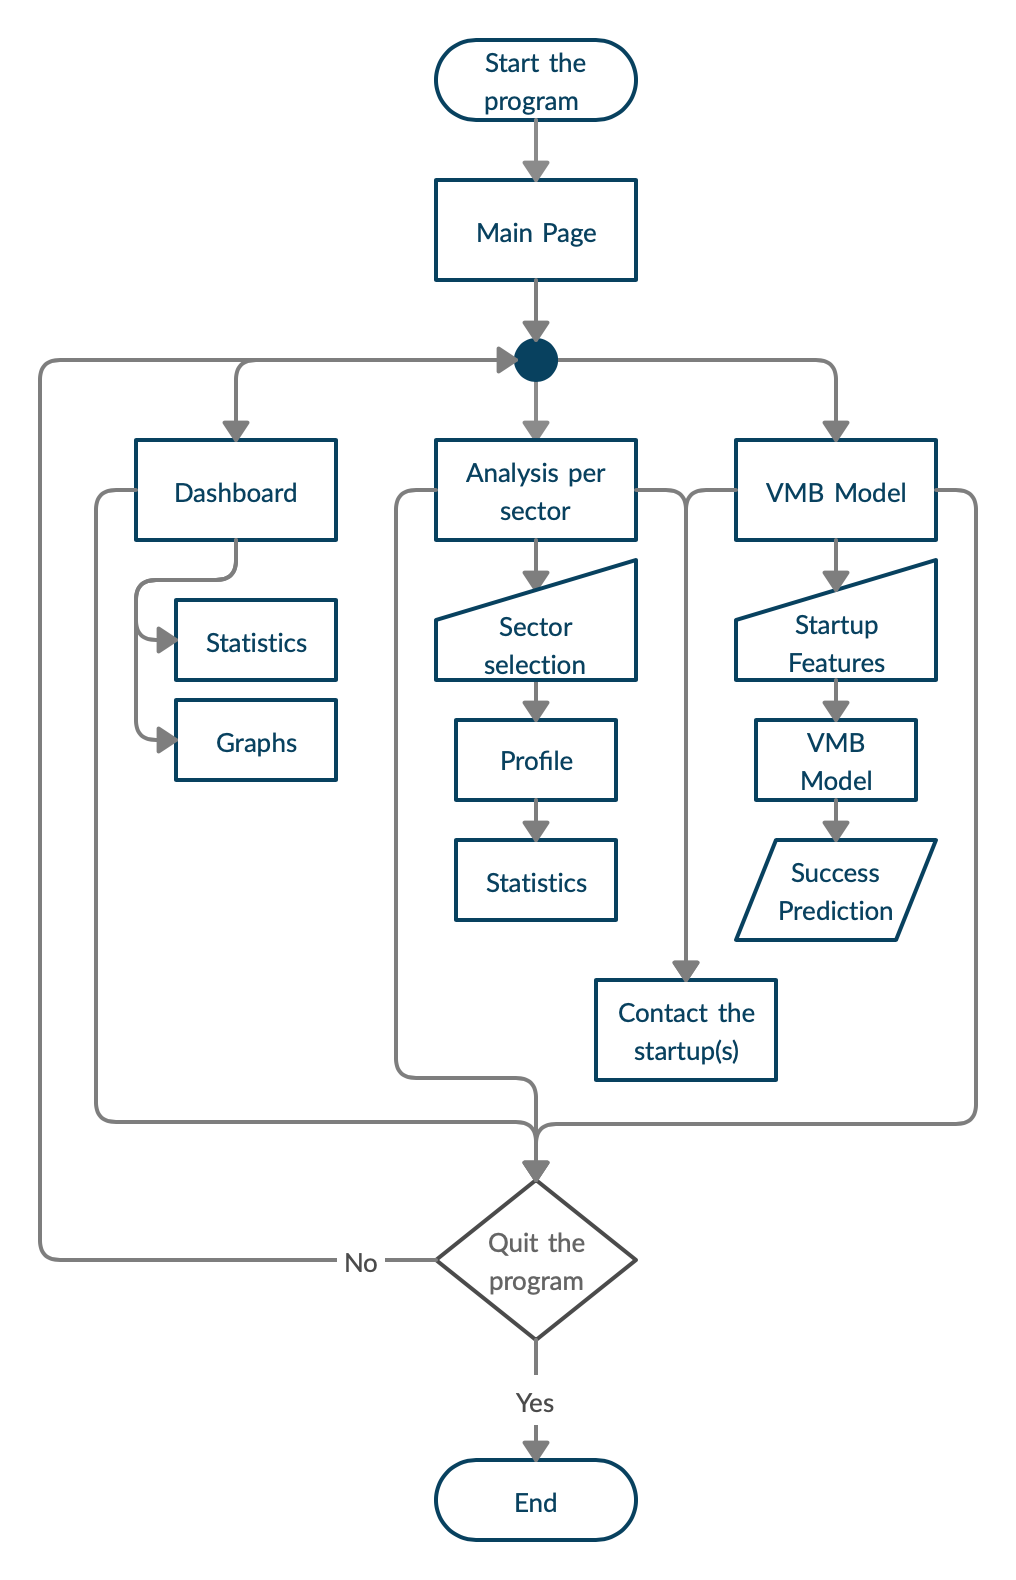 Start the
program
Main Page
Dashboard
Analysis per
sector
VMB Model
Statistics
Graphs
Sector
selection
Profile
Statistics
Startup
Features
VMB
Model
Success
Prediction
Contact the
startup(s)
Quit the
program
No
Yes
End